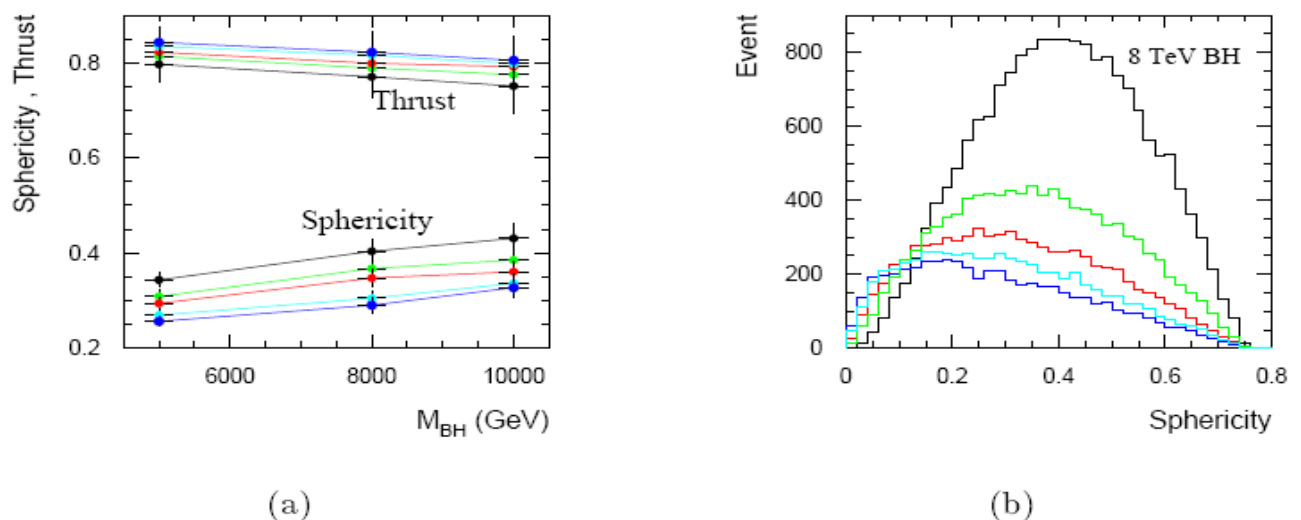 Sphericity , Thrust
0.8
0.6
0.4
0.2
Thrust
Sphericity
6000
8000
10000
M_BH (GeV)
(a)
Event
800
600
400
200
0
8 TeV BH
0
0.2
0.4
0.6
0.8
Sphericity
(b)